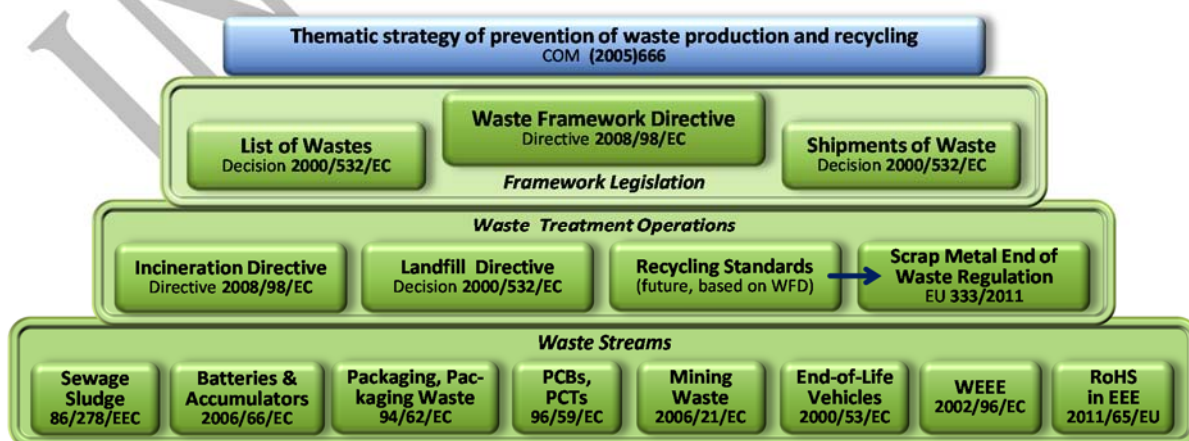 Thematic strategy of prevention of waste production and recycling
COM (2005)666
Waste Framework Directive
Directive 2008/98/EC
List of Wastes
Decision 2000/532/EC
Shipments of Waste
Decision 2000/532/EC
Framework Legislation
Waste Treatment Operations
Incineration Directive
Directive 2008/98/EC
Landfill Directive
Decision 2000/532/EC
Recycling Standards
(future, based on WFD)
Scrap Metal End of
Waste Regulation
EU 333/2011
Waste Streams
Sewage
Sludge
86/278/EEC
Batteries &
Accumulators
2006/66/EC
Packaging, Pac-
kaging Waste
94/62/EC
PCBs,
PCTs
96/59/EC
Mining
Waste
2006/21/EC
End-of-Life
Vehicles
2000/53/EC
WEEE
2002/96/EC
RoHS
in EEE
2011/65/EU